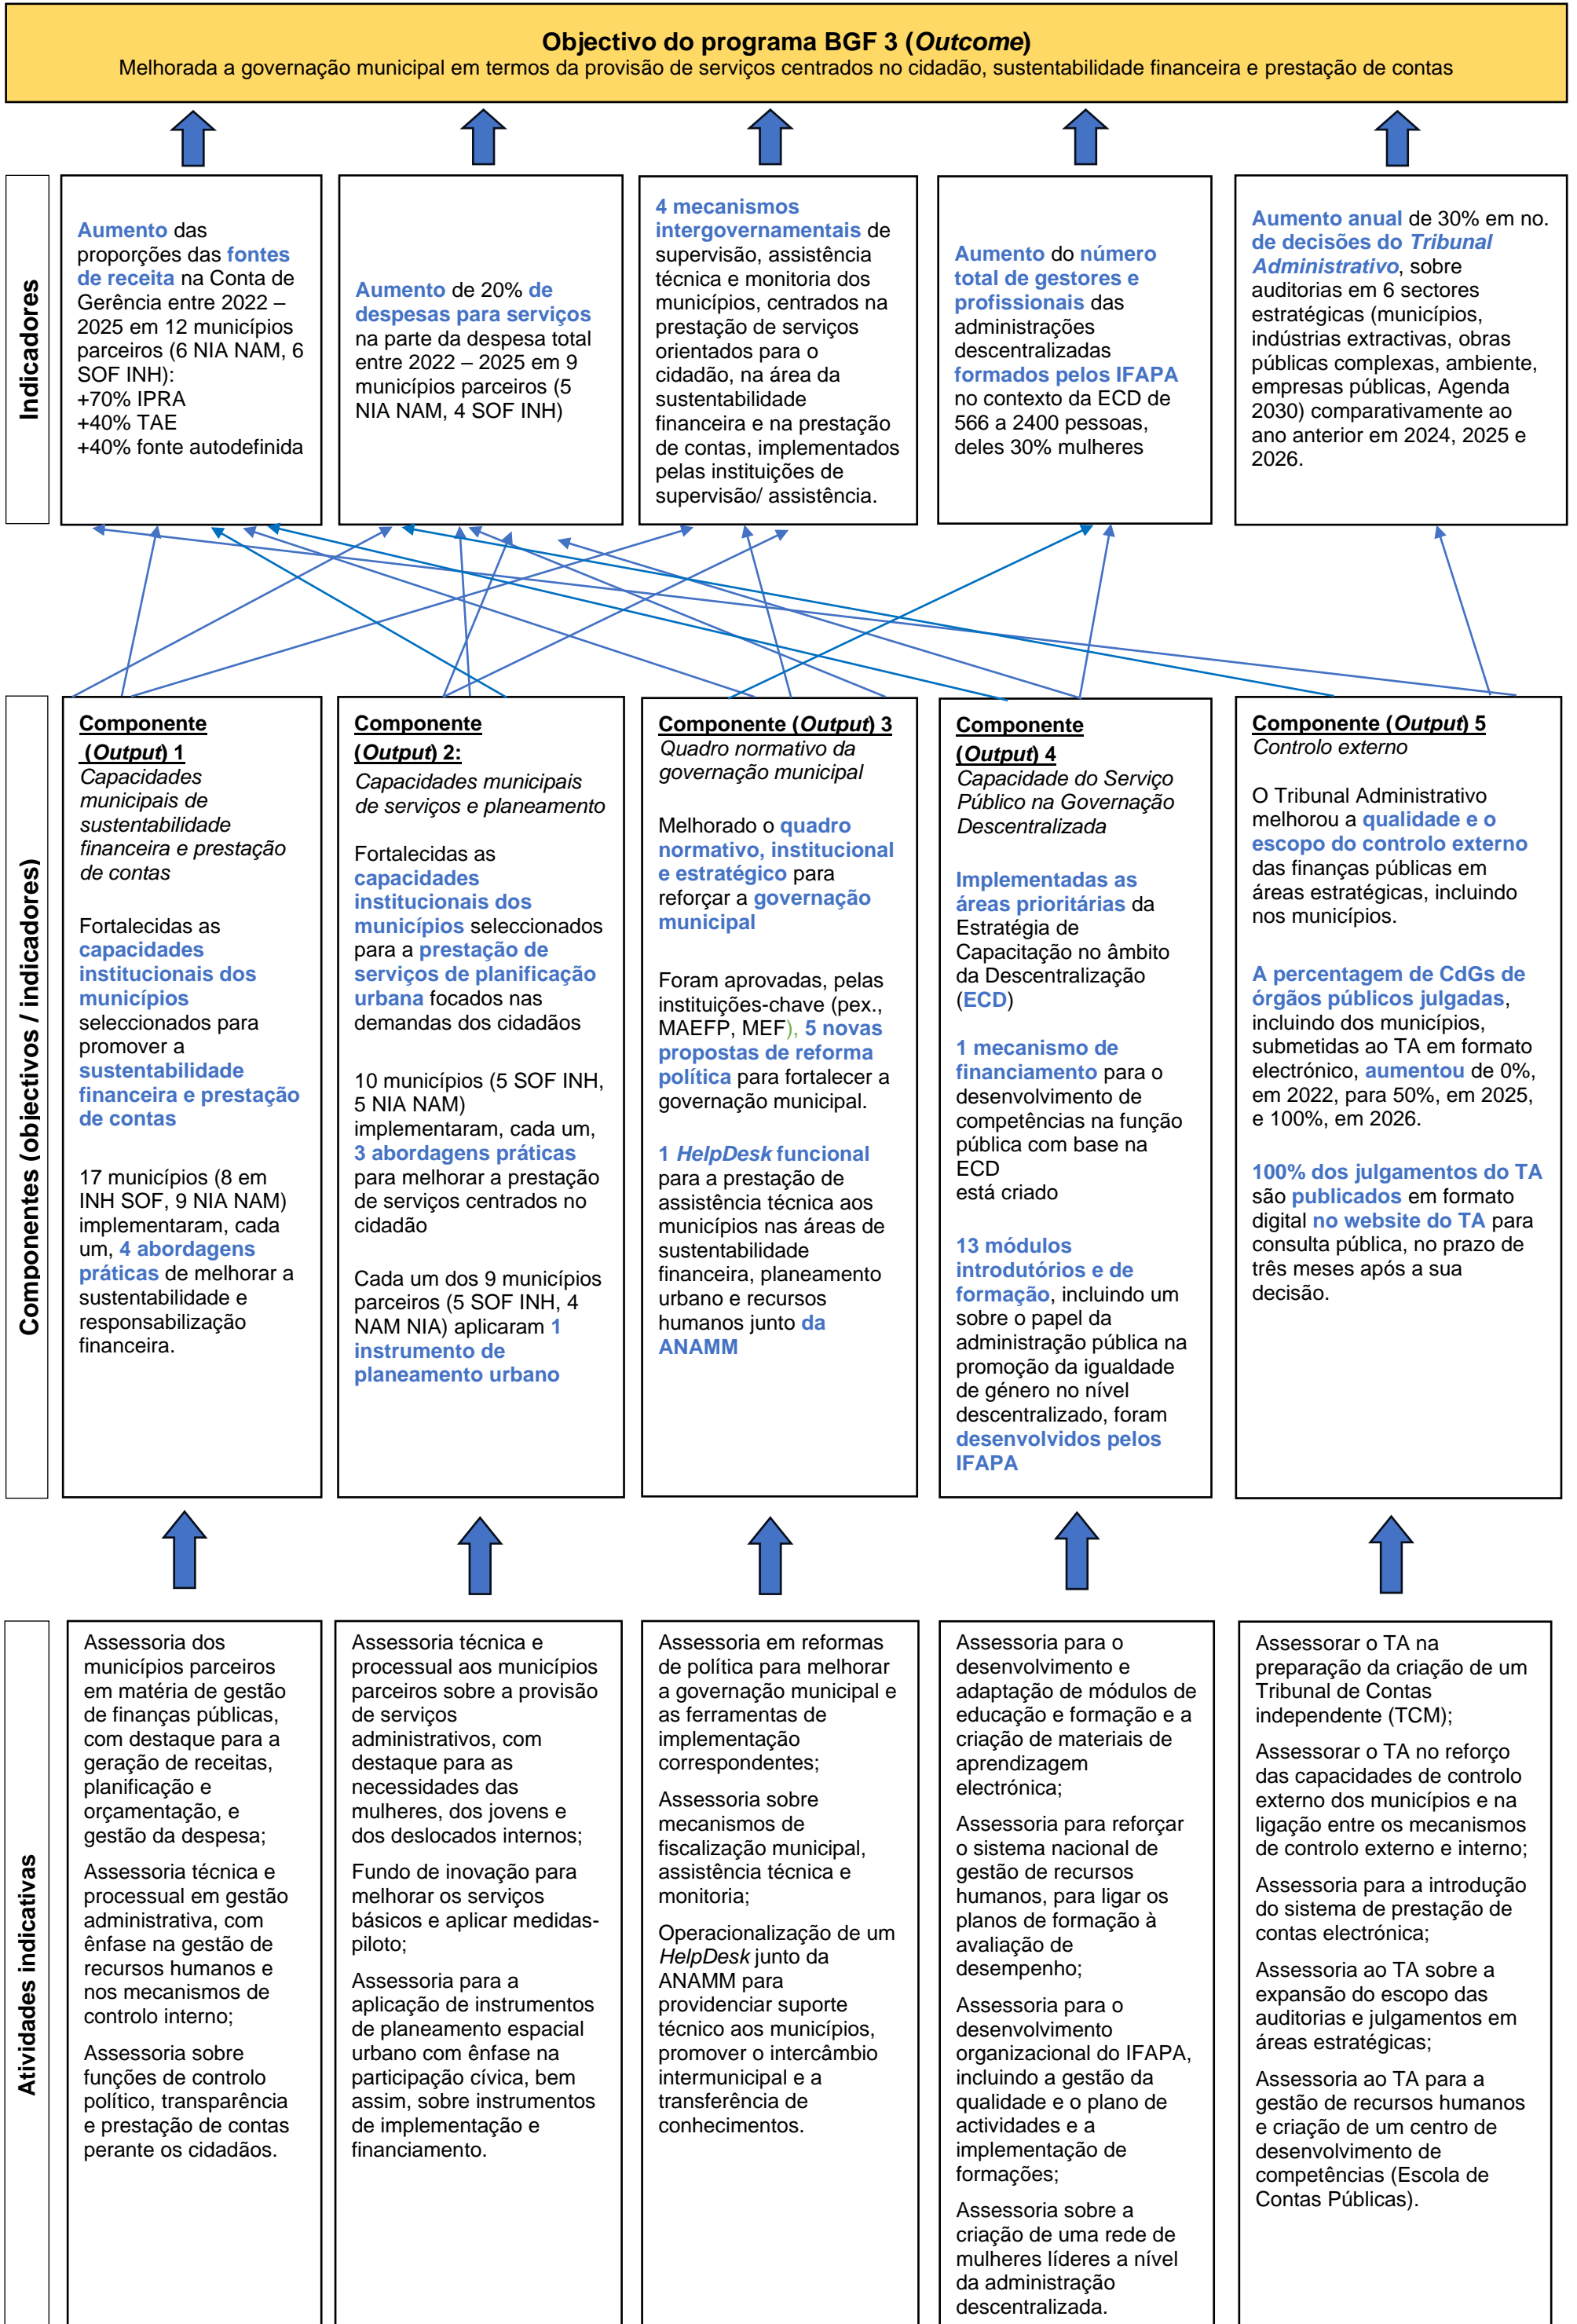 Objectivo do programa BGF 3 (Outcome)
Melhorada a governação municipal em termos da provisão de serviços centrados no cidadão, sustentabilidade financeira e prestação de contas
Indicadores
Aumento das
proporções das fontes
de receita na Conta de
Gerência entre 2022 –
2025 em 12 municípios
parceiros (6 NIA NAM, 6
SOF INH):
+70% IPRA
+40% TAE
+40% fonte autodefinida
Aumento de 20% de
despesas para serviços
na parte da despesa total
entre 2022 – 2025 em 9
municípios parceiros (5
NIA NAM, 4 SOF INH)
4 mecanismos
intergovernamentais de
supervisão, assistência
técnica e monitoria dos
municípios, centrados na
prestação de serviços
orientados para o
cidadão, na área da
sustentabilidade
financeira e na prestação
de contas, implementados
pelas instituições de
supervisão/ assistência.
Aumento do número
total de gestores e
profissionais das
administrações
descentralizadas
formados pelos IFAPA
no contexto da ECD de
566 a 2400 pessoas,
deles 30% mulheres
Aumento anual de 30% em no.
de decisões do Tribunal
Administrativo, sobre
auditorias em 6 sectores
estratégicas (municípios,
indústrias extractivas, obras
públicas complexas, ambiente,
empresas públicas, Agenda
2030) comparativamente ao
ano anterior em 2024, 2025 e
2026.
Componentes (objectivos / indicadores)
Componente
(Output) 1
Capacidades
municipais de
sustentabilidade
financeira e prestação
de contas
Fortalecidas as
capacidades
institucionais dos
municípios
seleccionados para
promover a
sustentabilidade
financeira e prestação
de contas
17 municípios (8 em
INH SOF, 9 NIA NAM)
implementaram, cada
um, 4 abordagens
práticas de melhorar a
sustentabilidade e
responsabilização
financeira.
Componente
(Output) 2:
Capacidades municipais
de serviços e planeamento
Fortalecidas as
capacidades
institucionais dos
municípios seleccionados
para a prestação de
serviços de planificação
urbana focados nas
demandas dos cidadãos
10 municípios (5 SOF INH,
5 NIA NAM)
implementaram, cada um,
3 abordagens práticas
para melhorar a prestação
de serviços centrados no
cidadão
Cada um dos 9 municípios
parceiros (5 SOF INH, 4
NAM NIA) aplicaram 1
instrumento de
planeamento urbano
Componente (Output) 3
Quadro normativo da
governação municipal
Melhorado o quadro
normativo, institucional
e estratégico para
reforçar a governação
municipal
Foram aprovadas, pelas
instituições-chave (pex.,
MAEFP, MEF), 5 novas
propostas de reforma
política para fortalecer a
governação municipal.
1 HelpDesk funcional
para a prestação de
assistência técnica aos
municípios nas áreas de
sustentabilidade
financeira, planeamento
urbano e recursos
humanos junto da
ANAMM
Componente
(Output) 4
Capacidade do Serviço
Público na Governação
Descentralizada
Implementadas as
áreas prioritárias da
Estratégia de
Capacitação no âmbito
da Descentralização
(ECD)
1 mecanismo de
financiamento para o
desenvolvimento de
competências na função
pública com base na
ECD
está criado
13 módulos
introdutórios e de
formação, incluindo um
sobre o papel da
administração pública na
promoção da igualdade
de género no nível
descentralizado, foram
desenvolvidos pelos
IFAPA
Componente (Output) 5
Controlo externo
O Tribunal Administrativo
melhorou a qualidade e o
escopo do controlo externo
das finanças públicas em
áreas estratégicas, incluindo
nos municípios.
A percentagem de CdGs de
órgãos públicos julgadas,
incluindo dos municípios,
submetidas ao TA em formato
electrónico, aumentou de 0%,
em 2022, para 50%, em 2025,
e 100%, em 2026.
100% dos julgamentos do TA
são publicados em formato
digital no website do TA para
consulta pública, no prazo de
três meses após a sua
decisão.
Atividades indicativas
Assessoria dos
municípios parceiros
em matéria de gestão
de finanças públicas,
com destaque para a
geração de receitas,
planificação e
orçamentação, e
gestão da despesa;
Assessoria técnica e
processual em gestão
administrativa, com
ênfase na gestão de
recursos humanos e
nos mecanismos de
controlo interno;
Assessoria sobre
funções de controlo
político, transparência
e prestação de contas
perante os cidadãos.
Assessoria técnica e
processual aos municípios
parceiros sobre a provisão
de serviços
administrativos, com
destaque para as
necessidades das
mulheres, dos jovens e
dos deslocados internos;
Fundo de inovação para
melhorar os serviços
básicos e aplicar medidas-
piloto;
Assessoria para a
aplicação de instrumentos
de planeamento espacial
urbano com ênfase na
participação cívica, bem
assim, sobre instrumentos
de implementação e
financiamento.
Assessoria em reformas
de política para melhorar
a governação municipal e
as ferramentas de
implementação
correspondentes;
Assessoria sobre
mecanismos de
fiscalização municipal,
assistência técnica e
monitoria;
Operacionalização de um
HelpDesk junto da
ANAMM para
providenciar suporte
técnico aos municípios,
promover o intercâmbio
intermunicipal e a
transferência de
conhecimentos.
Assessoria para o
desenvolvimento e
adaptação de módulos de
educação e formação e a
criação de materiais de
aprendizagem
electrónica;
Assessoria para reforçar
o sistema nacional de
gestão de recursos
humanos, para ligar os
planos de formação à
avaliação de
desempenho;
Assessoria para o
desenvolvimento
organizacional do IFAPA,
incluindo a gestão da
qualidade e o plano de
actividades e a
implementação de
formações;
Assessoria sobre a
criação de uma rede de
mulheres líderes a nível
da administração
descentralizada.
Assessorar o TA na
preparação da criação de um
Tribunal de Contas
independente (TCM);
Assessorar o TA no reforço
das capacidades de controlo
externo dos municípios e na
ligação entre os mecanismos
de controlo externo e interno;
Assessoria para a introdução
do sistema de prestação de
contas electrónica;
Assessoria ao TA sobre a
expansão do escopo das
auditorias e julgamentos em
áreas estratégicas;
Assessoria ao TA para a
gestão de recursos humanos
e criação de um centro de
desenvolvimento de
competências (Escola de
Contas Públicas).